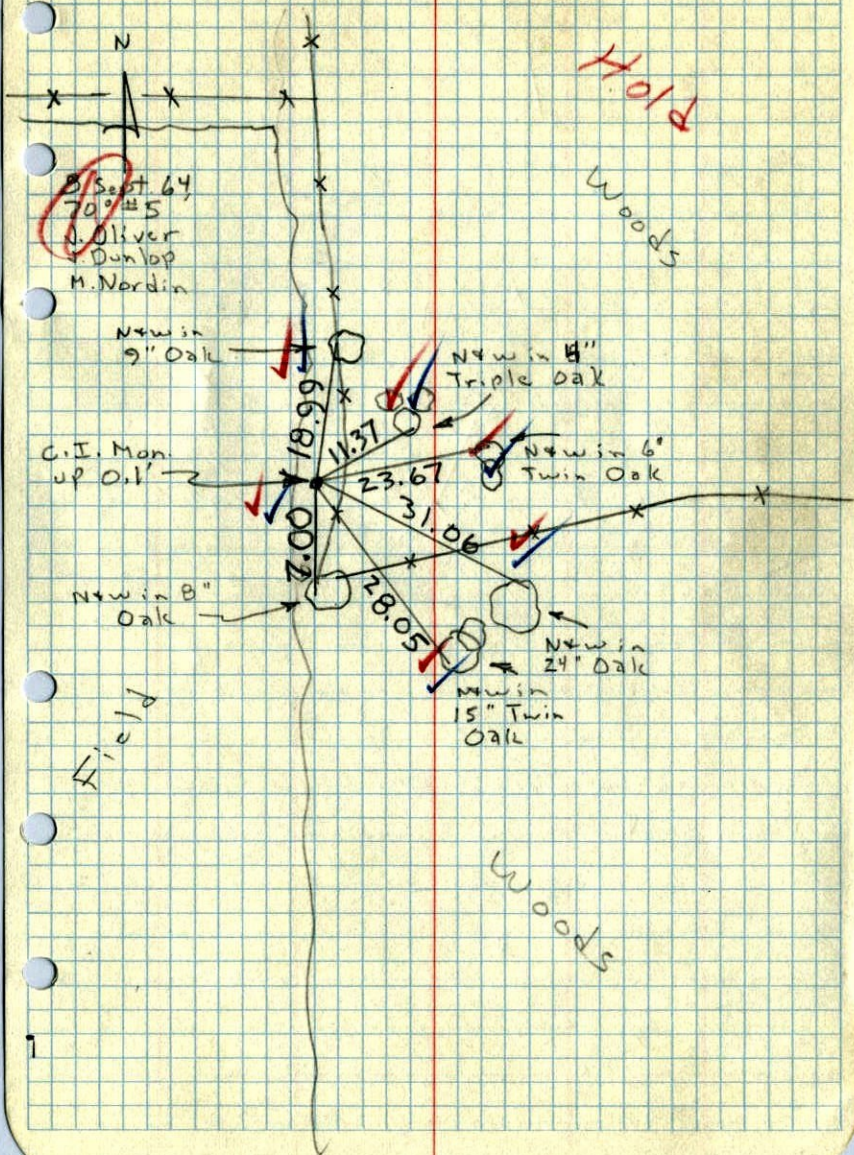 N
Hold
Woods
8 Sept 64
70° #5
J. Oliver
J. Dunlop
M. Nordin
N&W in
9" Oak
N&W in 4"
Triple Oak
18.99
11.37
C.I. Mon.
up 0.1'
23.67
N&W in 6"
Twin Oak
31.06
7.00
N&W in 8"
Oak
28.05
N&W in
24" Oak
N&W in
15" Twin
Oak
Field
Woods
1